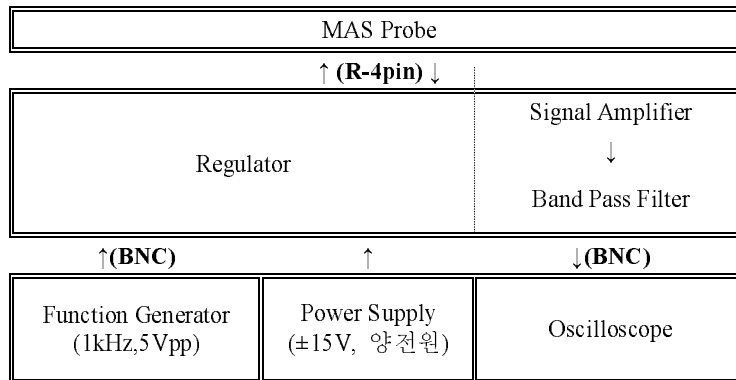 MAS Probe
↑ (R-4pin) ↓
Regulator
Signal Amplifier
↓
Band Pass Filter
↑(BNC)
↑
↓(BNC)
Function Generator
(1kHz,5Vpp)
Power Supply
(±15V, 양전원)
Oscilloscope